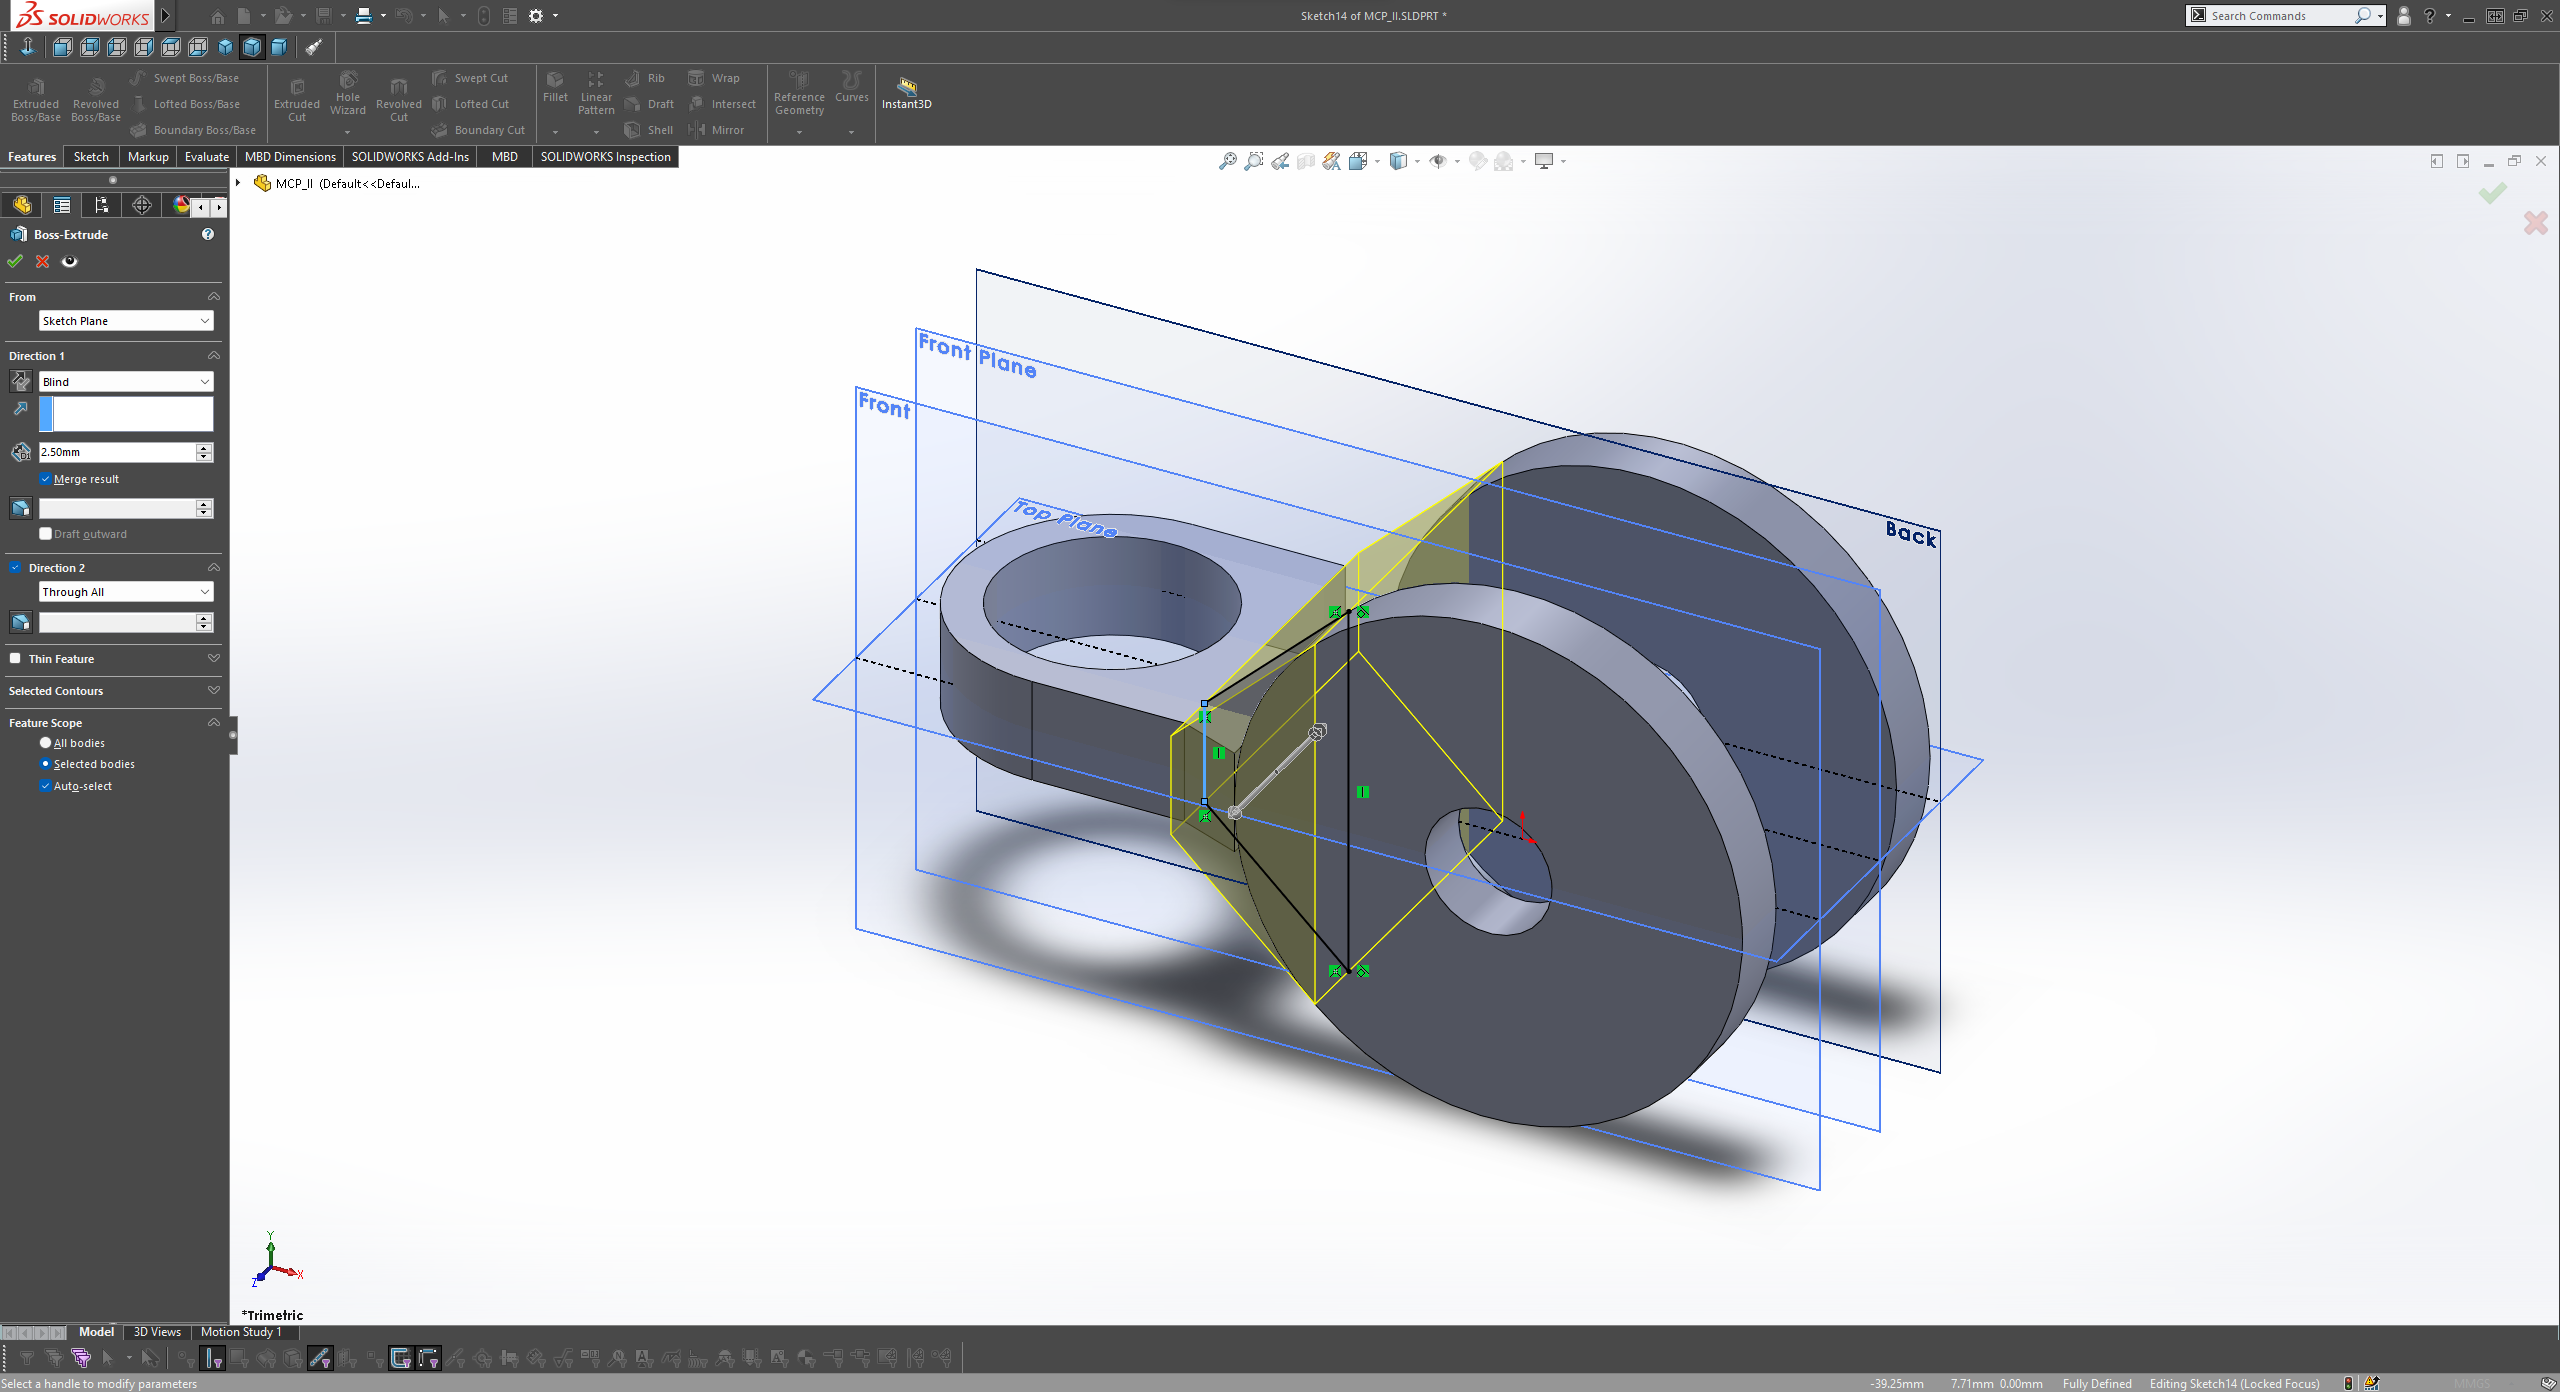 SOLIDWORKS
Sketch14 of MCP_II.SLDPRT *
Search Commands
Extruded Boss/Base
Revolved Boss/Base
Swept Boss/Base
Lofted Boss/Base
Boundary Boss/Base
Extruded Cut
Hole Wizard
Revolved Cut
Swept Cut
Lofted Cut
Boundary Cut
Fillet
Linear Pattern
Rib
Draft
Shell
Wrap
Intersect
Mirror
Reference Geometry
Curves
Instant3D
Features
Sketch
Markup
Evaluate
MBD Dimensions
SOLIDWORKS Add-Ins
MBD
SOLIDWORKS Inspection
MCP_II (Default<<Defaul...
Boss-Extrude
From
Sketch Plane
Direction 1
Blind
2.50mm
Merge result
Draft outward
Direction 2
Through All
Thin Feature
Selected Contours
Feature Scope
All bodies
Selected bodies
Auto-select
Front Plane
Front
Top Plane
Back
Y
X
Z
*Trimetric
Model
3D Views
Motion Study 1
Select a handle to modify parameters
-39.25mm
7.71mm
0.00mm
Fully Defined
Editing Sketch14 (Locked Focus)
MMGS